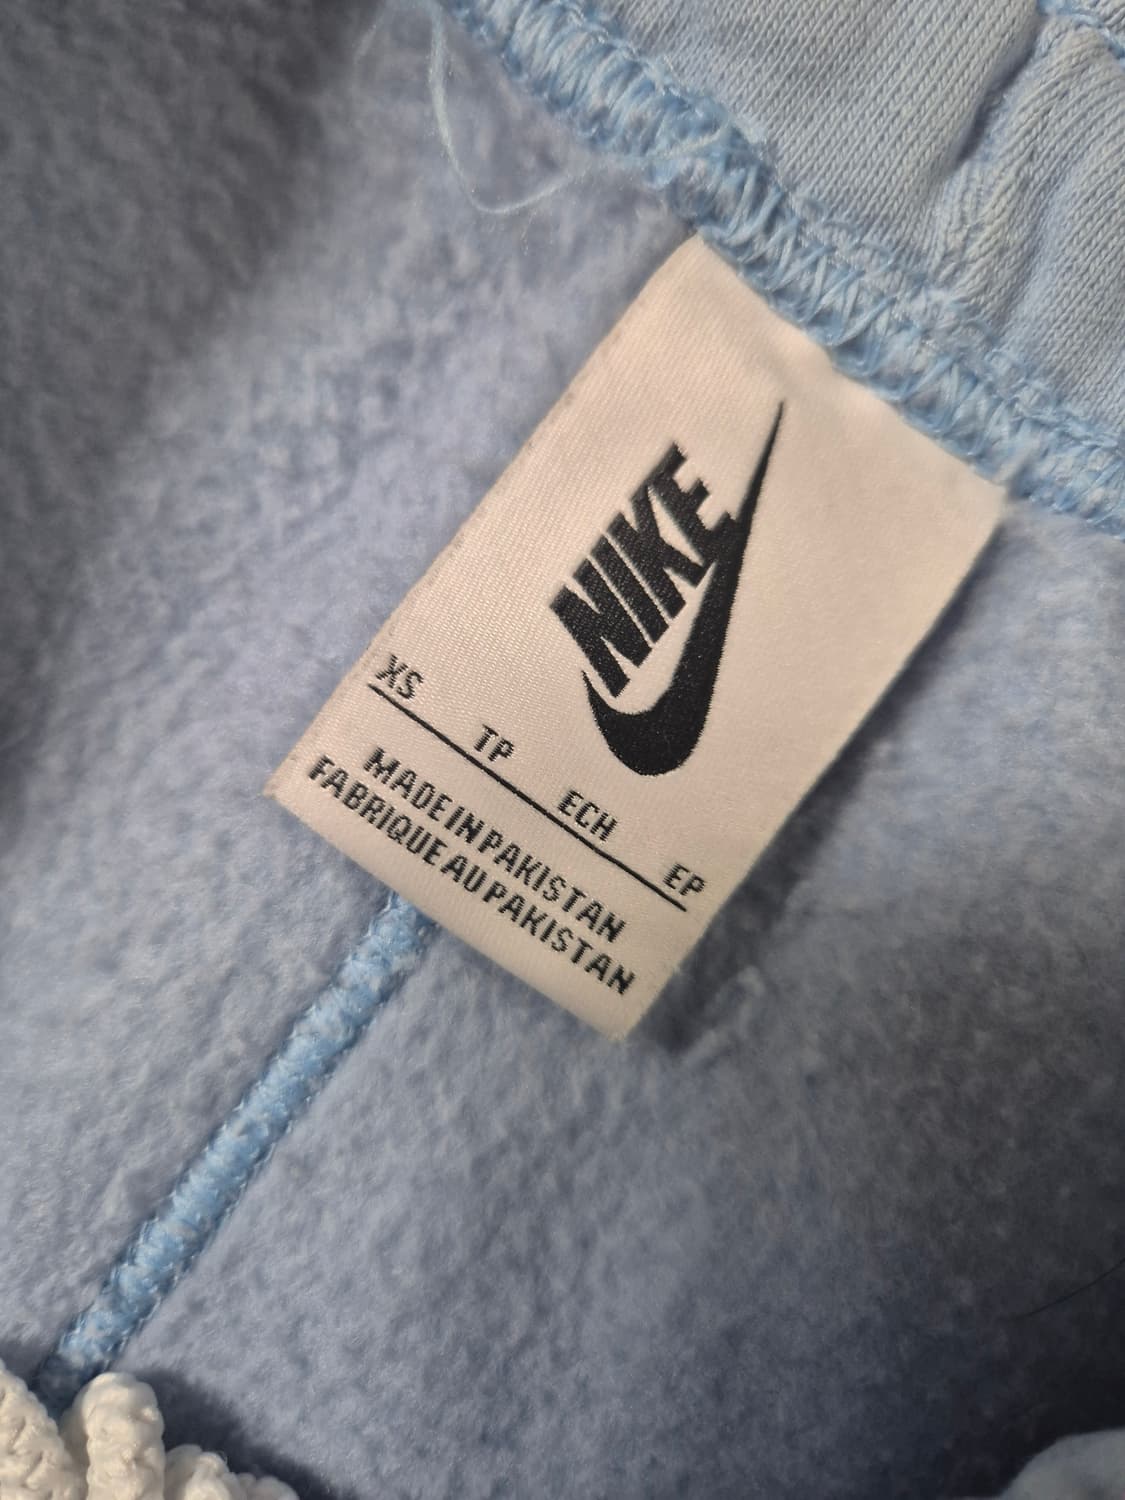 NIKE
XS TP ECH EP
MADE IN PAKISTAN
FABRIQUE AU PAKISTAN